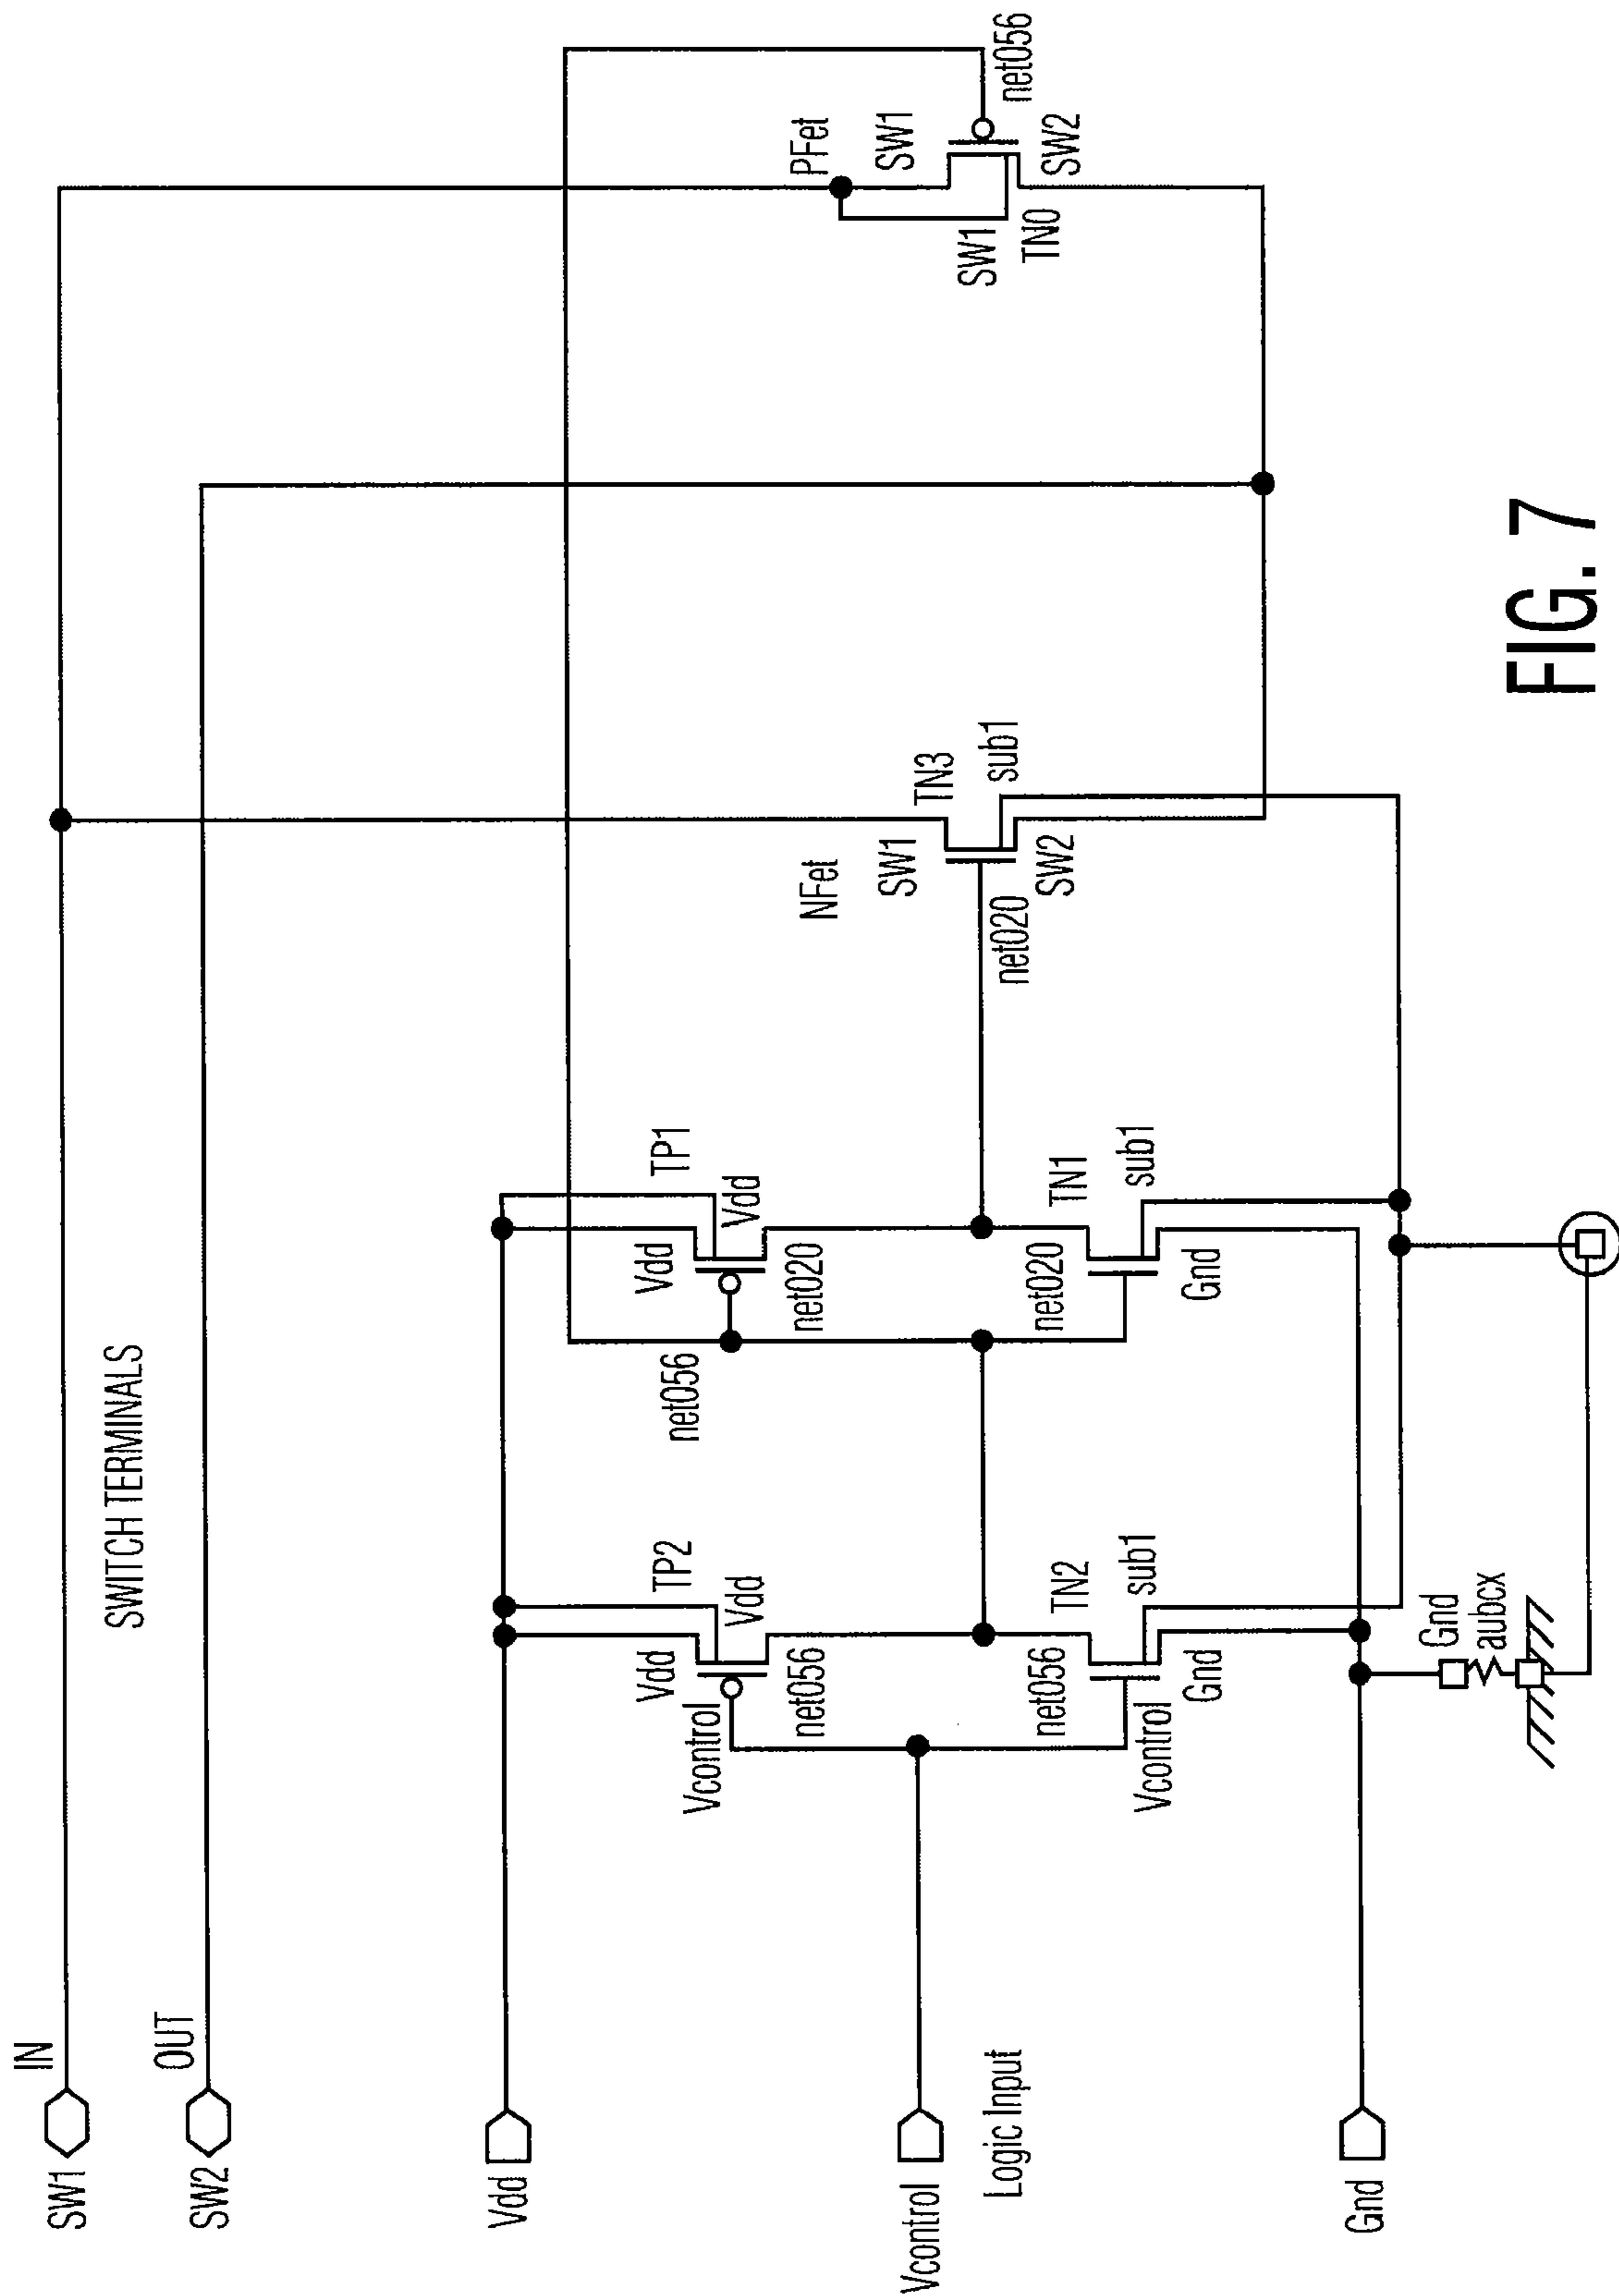 IN
SW1
SWITCH TERMINALS
OUT
SW2
Vdd
TP2
Vdd
Vdd
Vcontrol
net056
TP1
Vdd
Vdd
net056
net020
Vcontrol
Logic Input
TN2
sub1
net056
Vcontrol
Gnd
TN1
sub1
net020
Gnd
NFet
TN3
SW1
sub1
net020
SW2
PFet
SW1
net056
SW1
TN0
SW2
Gnd
Gnd
aubcx
FIG. 7